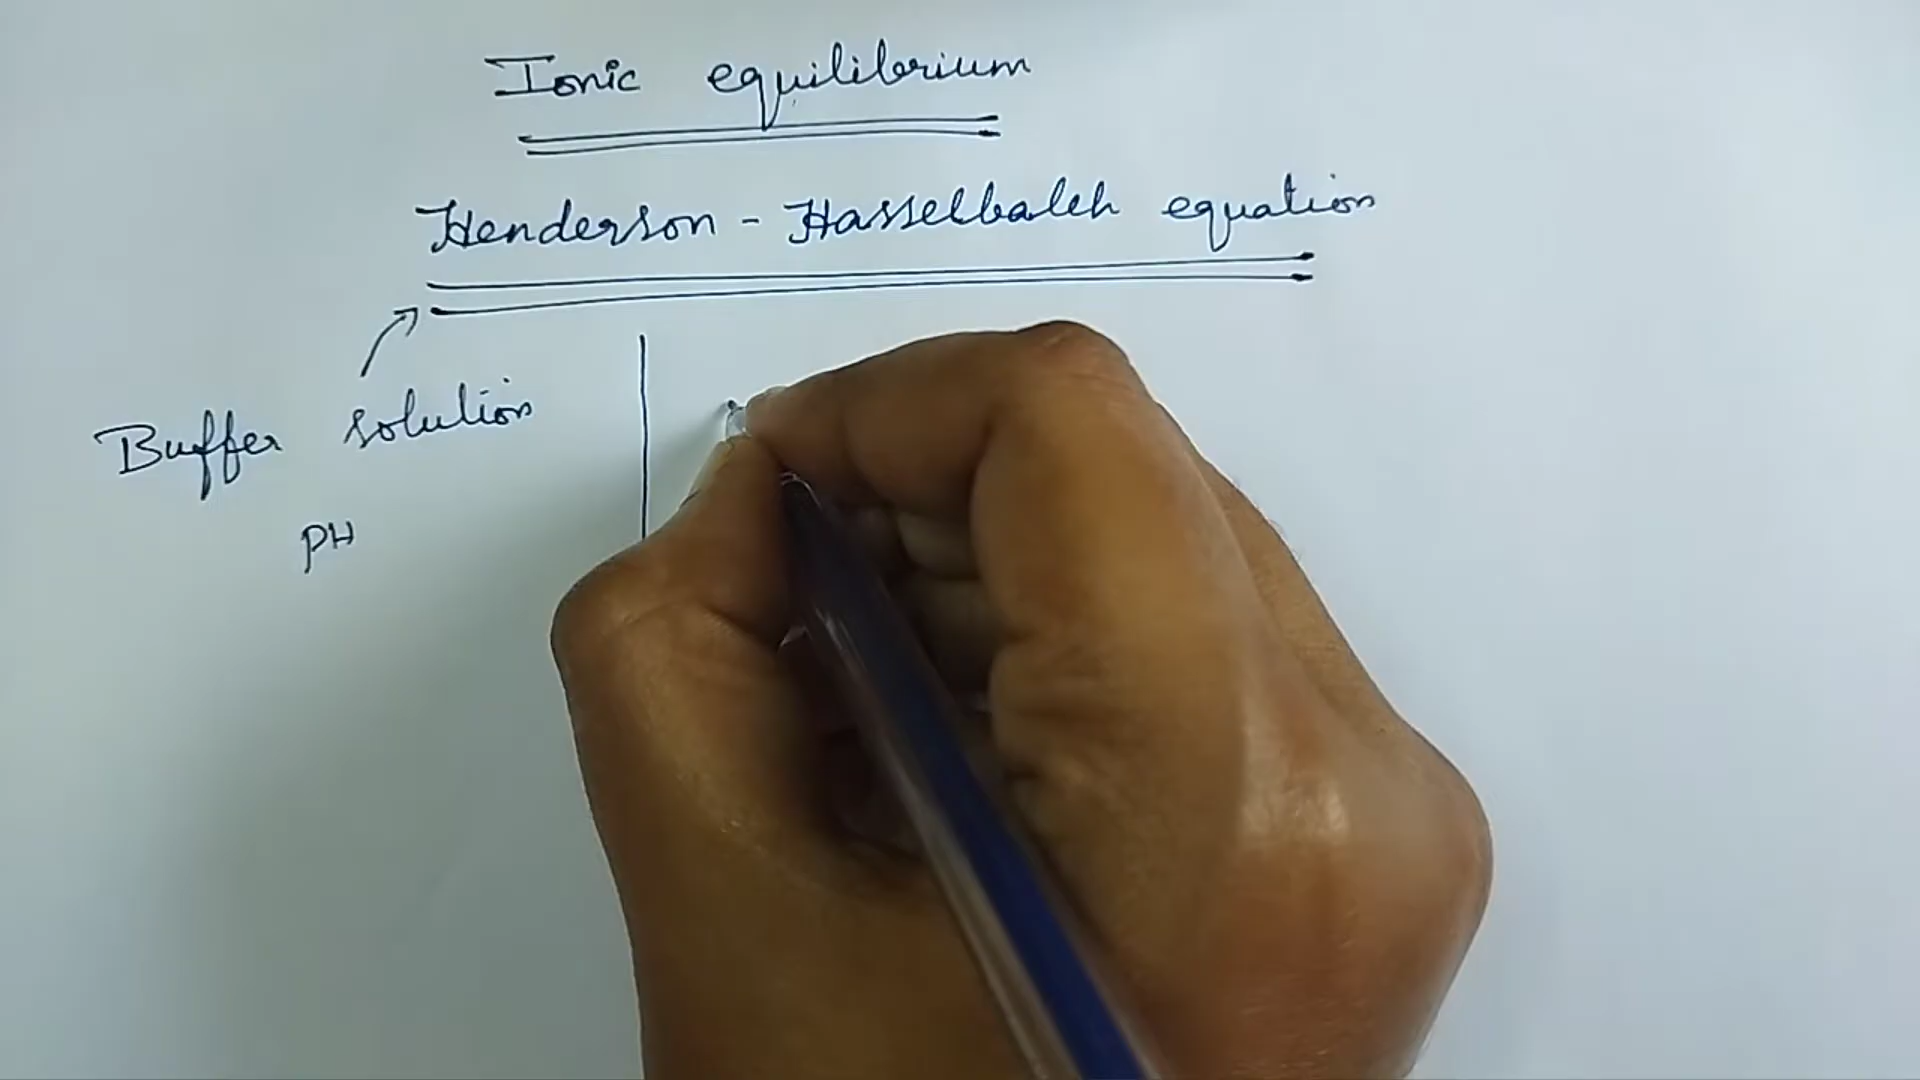 Ionic equilibrium
Henderson - Hasselbalch equation
Buffer solution
PH